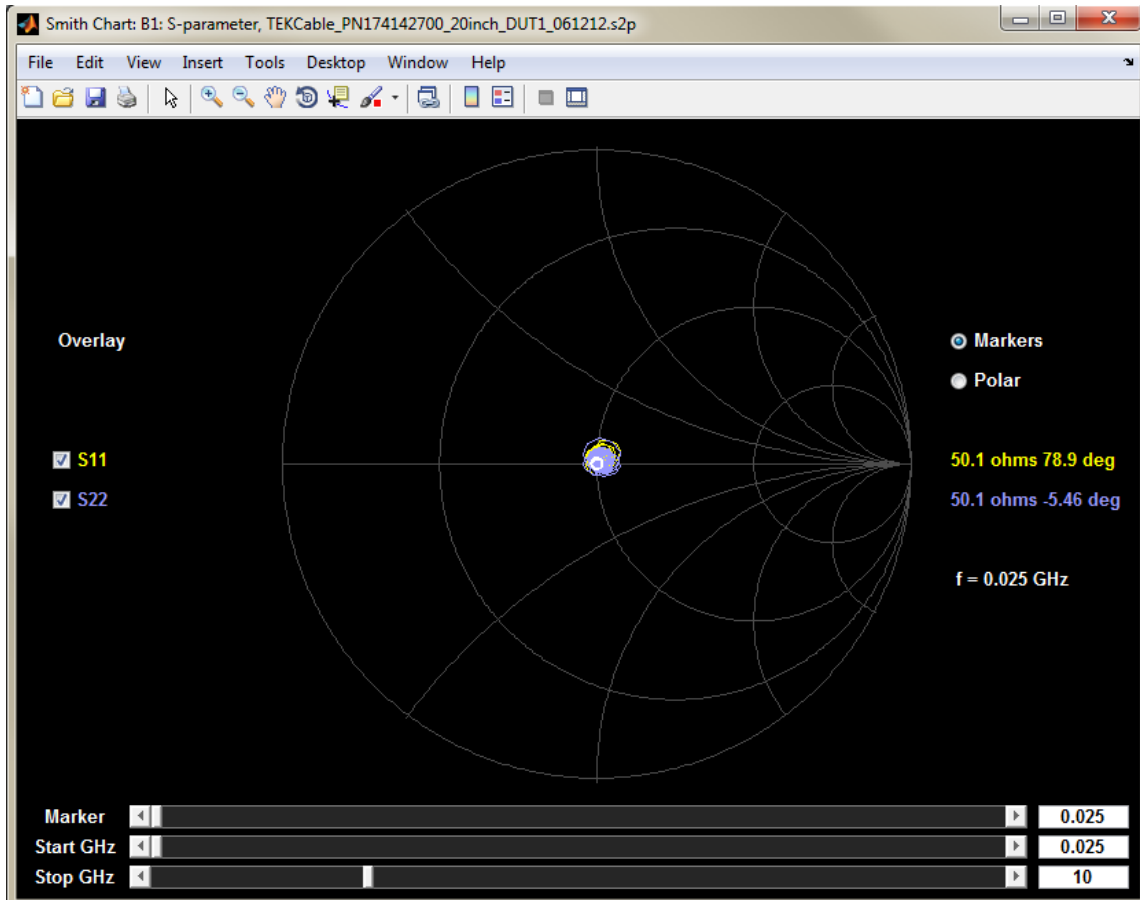 Smith Chart: B1: S-parameter, TEKCable_PN174142700_20inch_DUT1_061212.s2p
File Edit View Insert Tools Desktop Window Help
Overlay
Markers
Polar
S11
50.1 ohms 78.9 deg
S22
50.1 ohms -5.46 deg
f = 0.025 GHz
Marker 0.025
Start GHz 0.025
Stop GHz 10